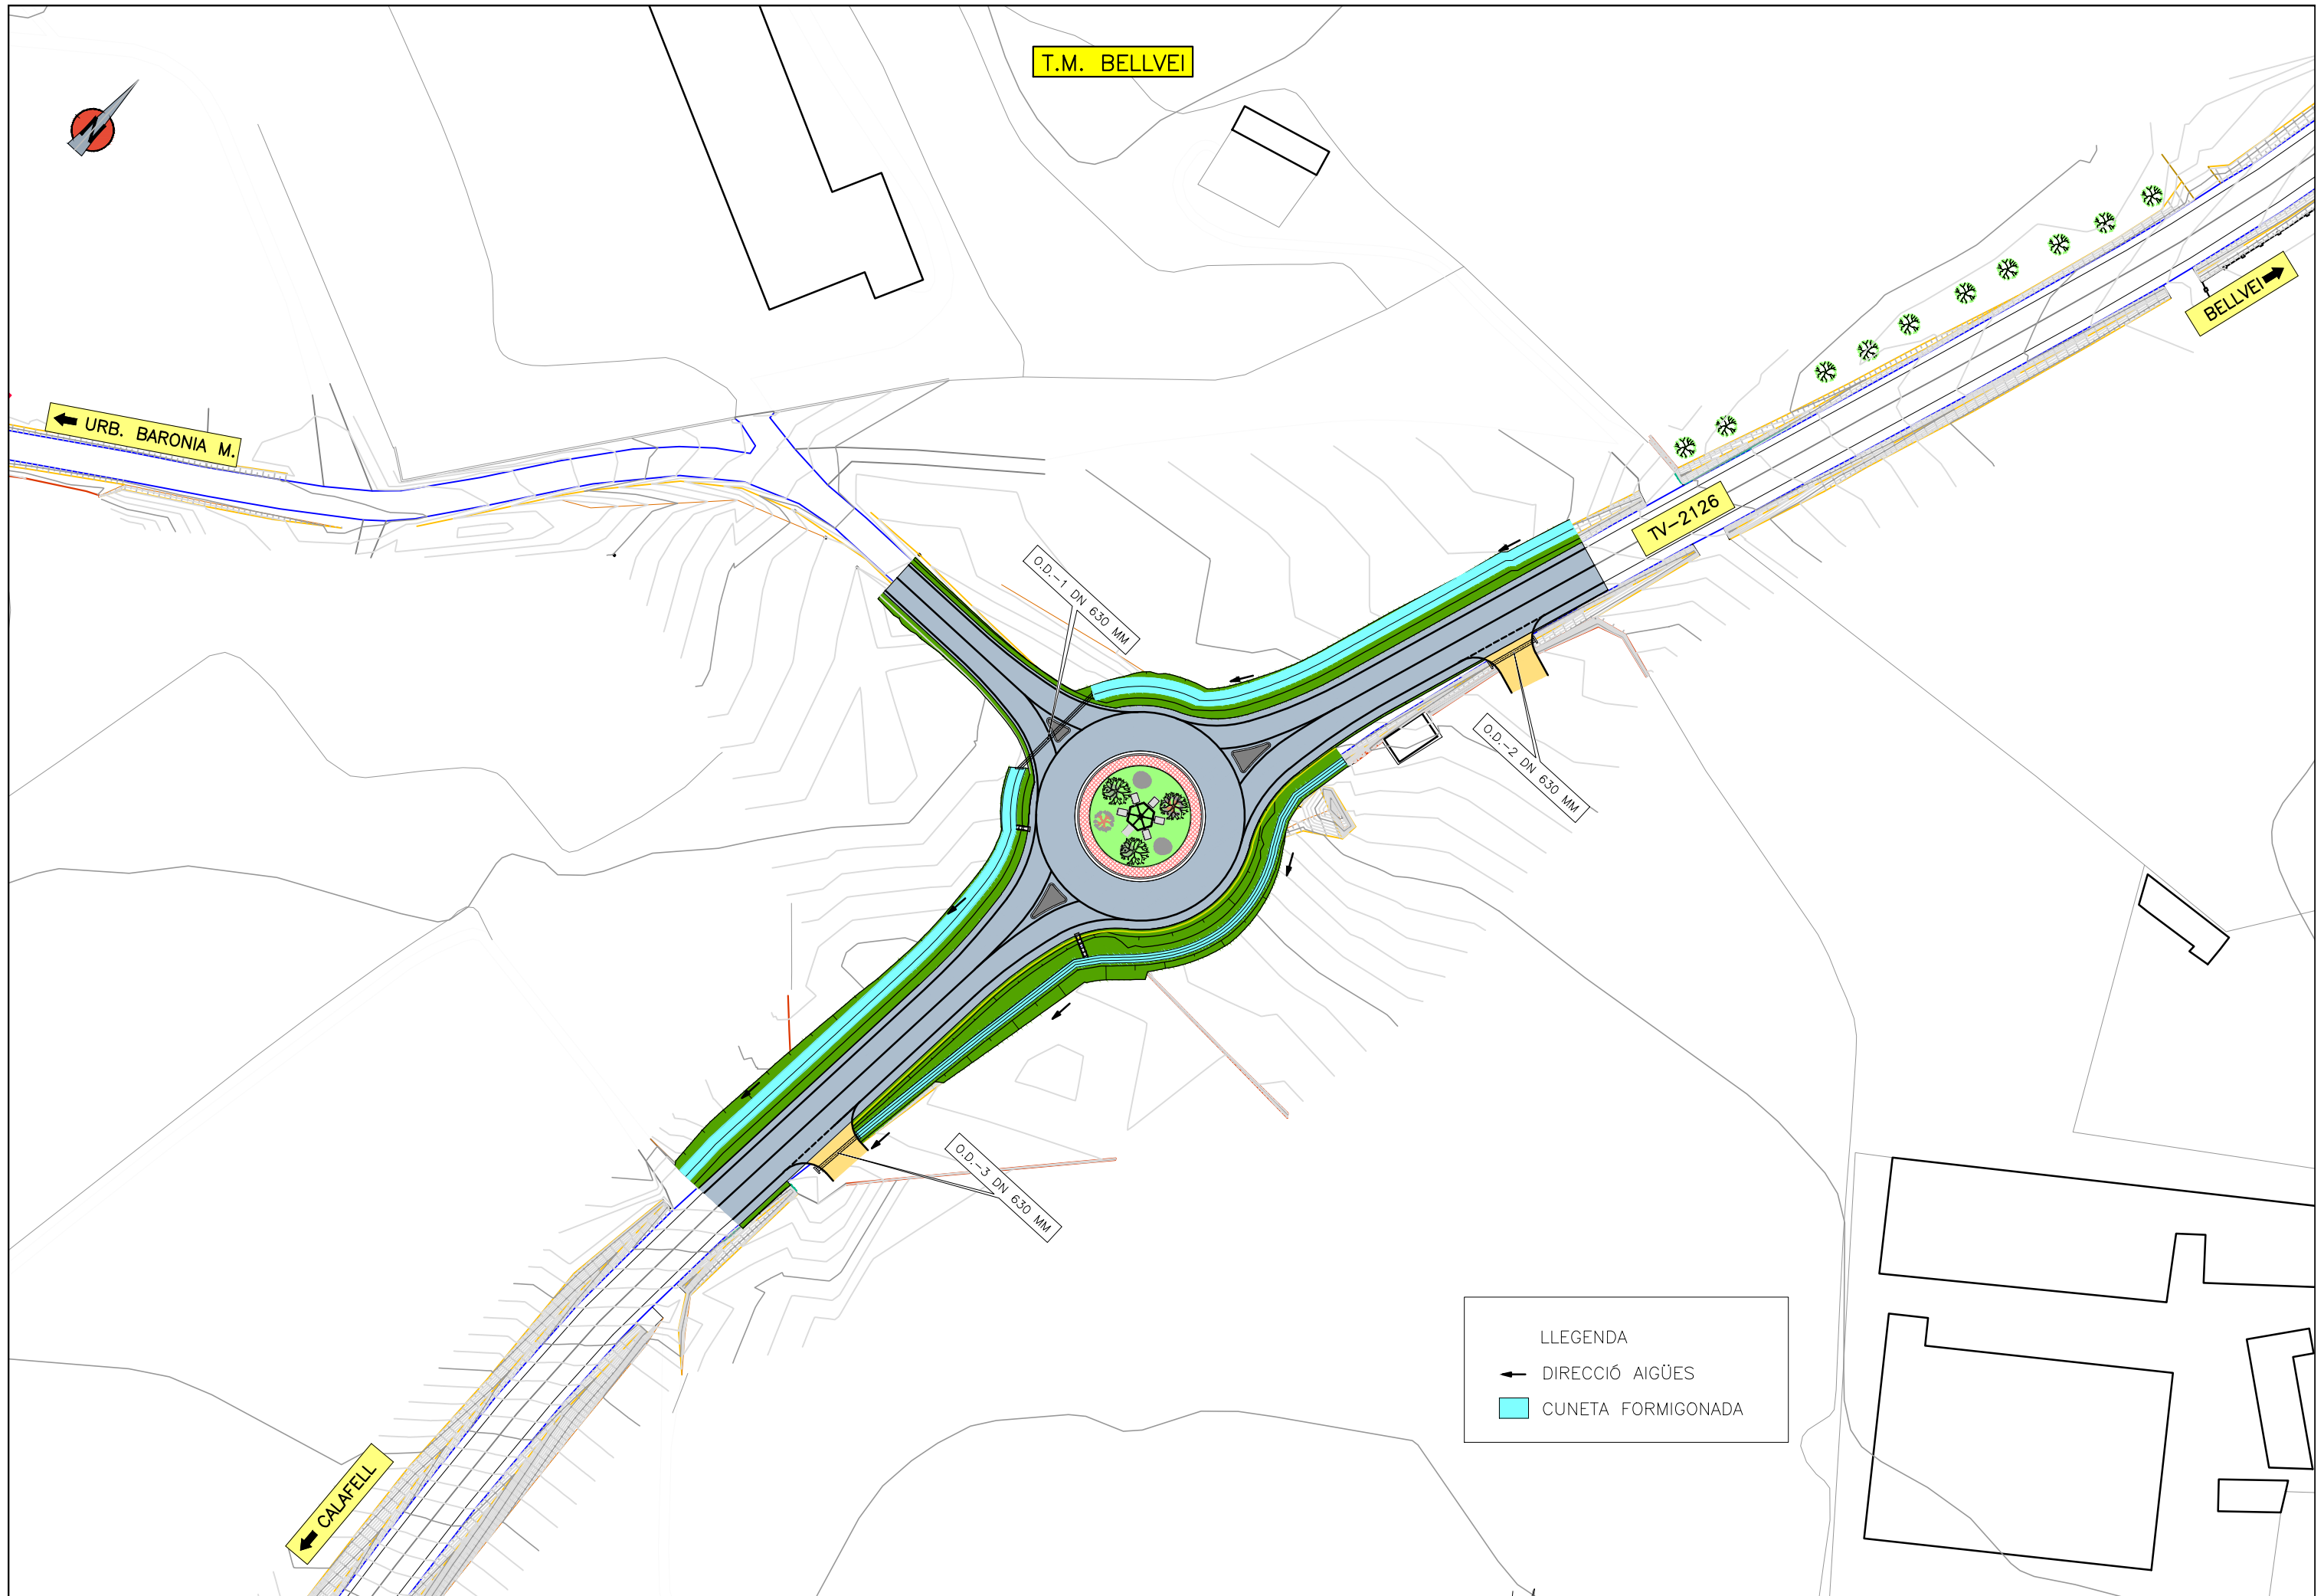 T.M. BELLVEI
N
BELLVEI
URB. BARONIA M.
TV-2126
O.D.-1 DN 630 MM
O.D.-2 DN 630 MM
O.D.-3 DN 630 MM
LLEGENDA
DIRECCIÓ AIGÜES
CUNETA FORMIGONADA
CALAFELL